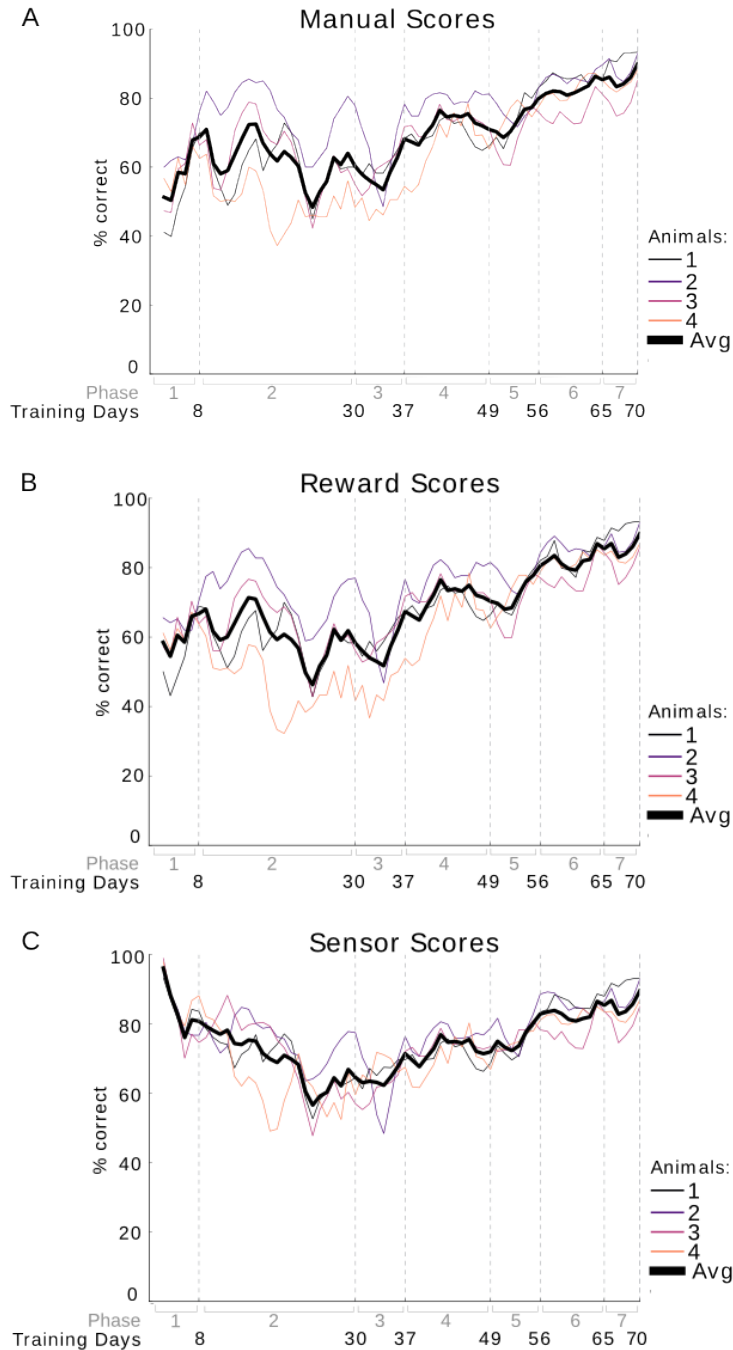 A
Manual Scores
100
80
60
40
20
0
% correct
Animals:
1
2
3
4
Avg
Phase 1 2 3 4 5 6 7
Training Days 8 30 37 49 56 65 70
B
Reward Scores
100
80
60
40
20
0
% correct
Animals:
1
2
3
4
Avg
Phase 1 2 3 4 5 6 7
Training Days 8 30 37 49 56 65 70
C
Sensor Scores
100
80
60
40
20
0
% correct
Animals:
1
2
3
4
Avg
Phase 1 2 3 4 5 6 7
Training Days 8 30 37 49 56 65 70